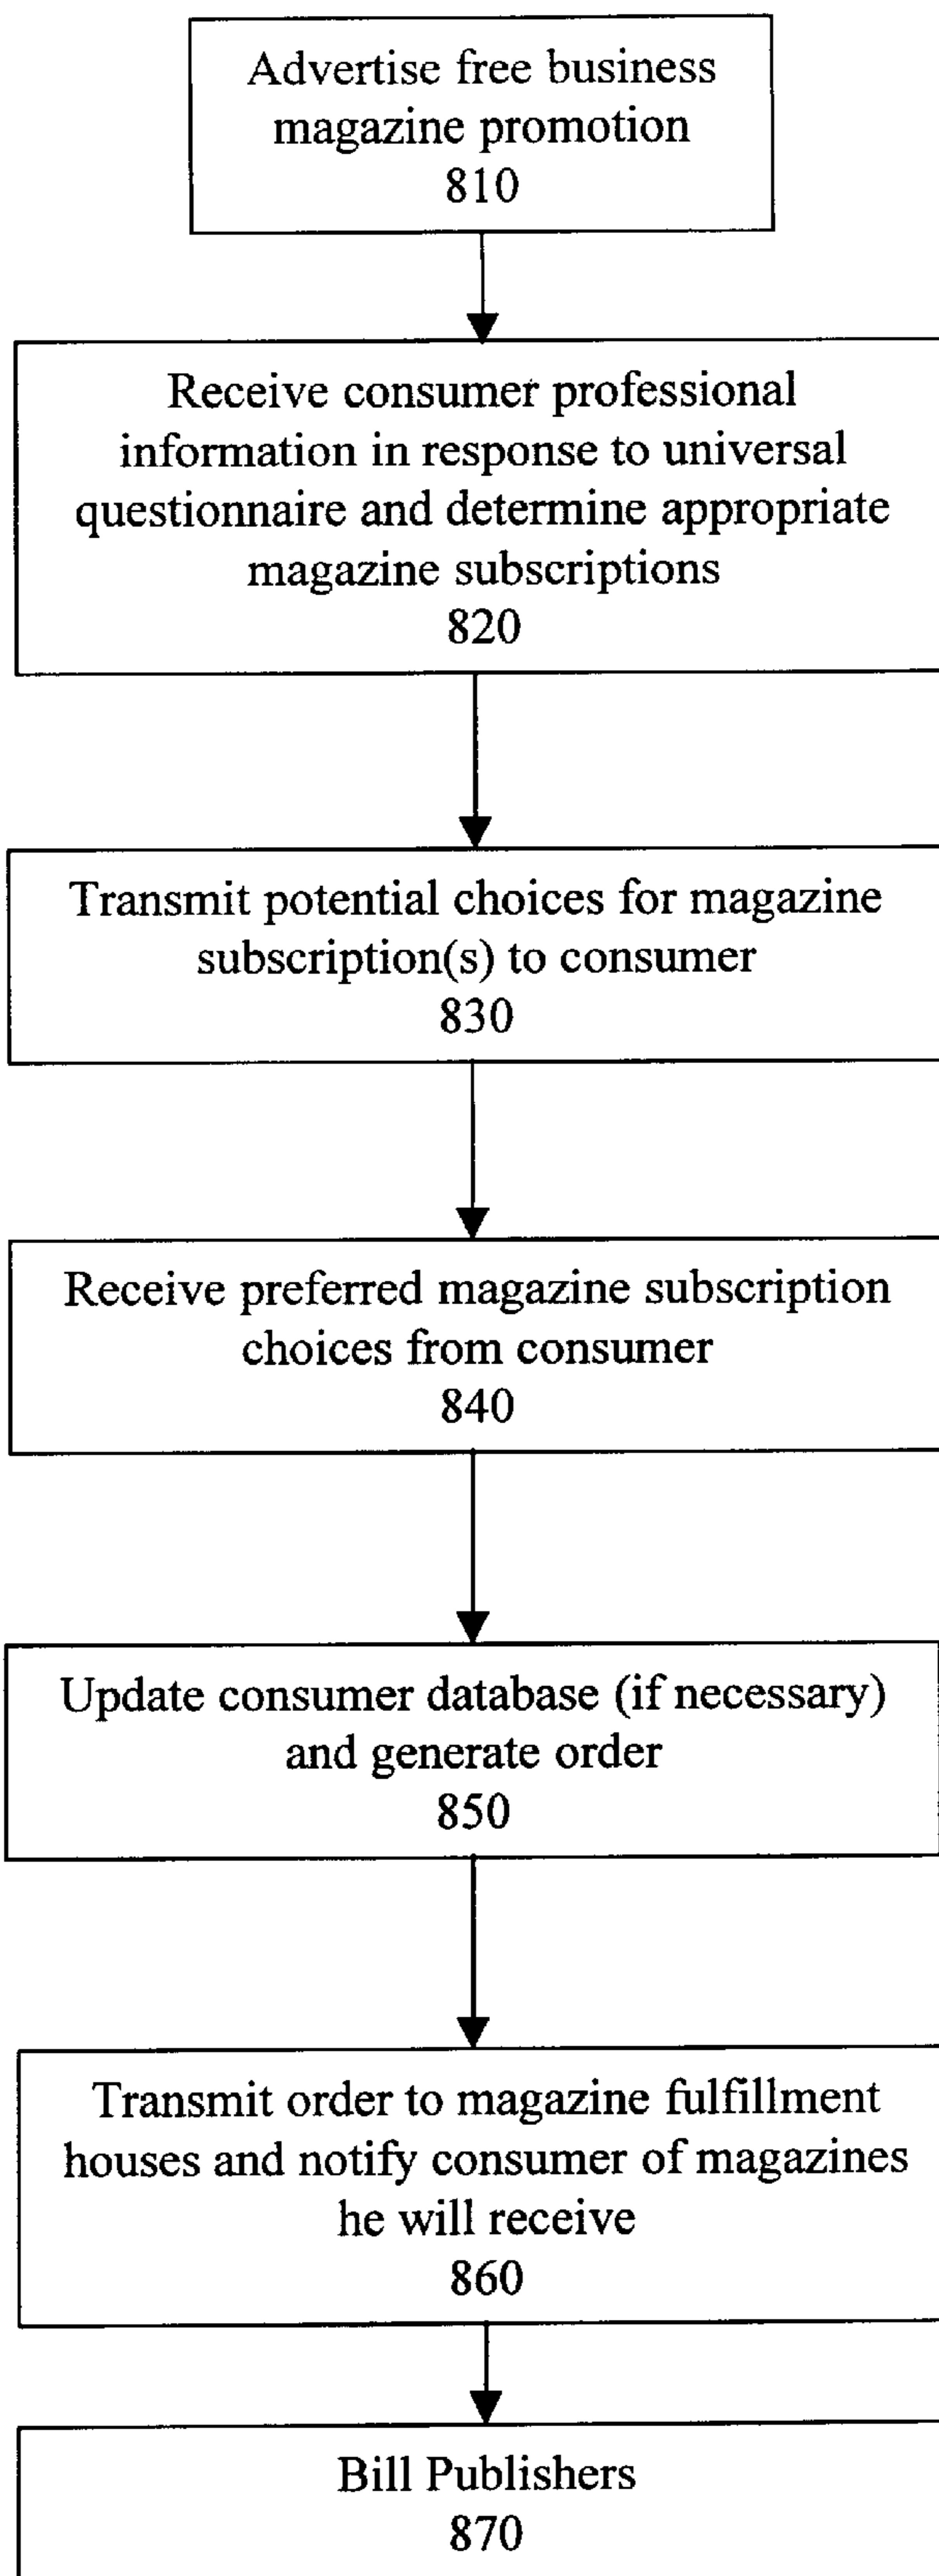 Advertise free business
magazine promotion
810
Receive consumer professional
information in response to universal
questionnaire and determine appropriate
magazine subscriptions
820
Transmit potential choices for magazine
subscription(s) to consumer
830
Receive preferred magazine subscription
choices from consumer
840
Update consumer database (if necessary)
and generate order
850
Transmit order to magazine fulfillment
houses and notify consumer of magazines
he will receive
860
Bill Publishers
870